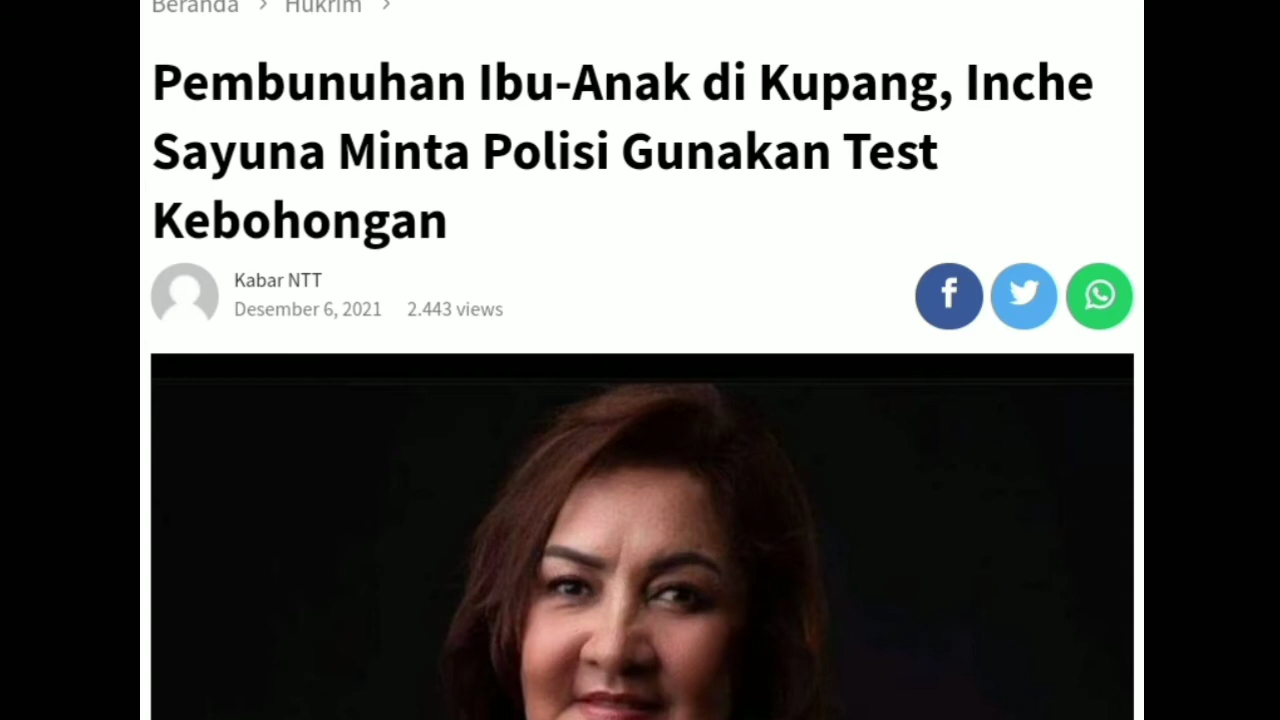 Beranda > Hukrim >
Pembunuhan Ibu-Anak di Kupang, Inche
Sayuna Minta Polisi Gunakan Test
Kebohongan
Kabar NTT
Desember 6, 2021 2.443 views